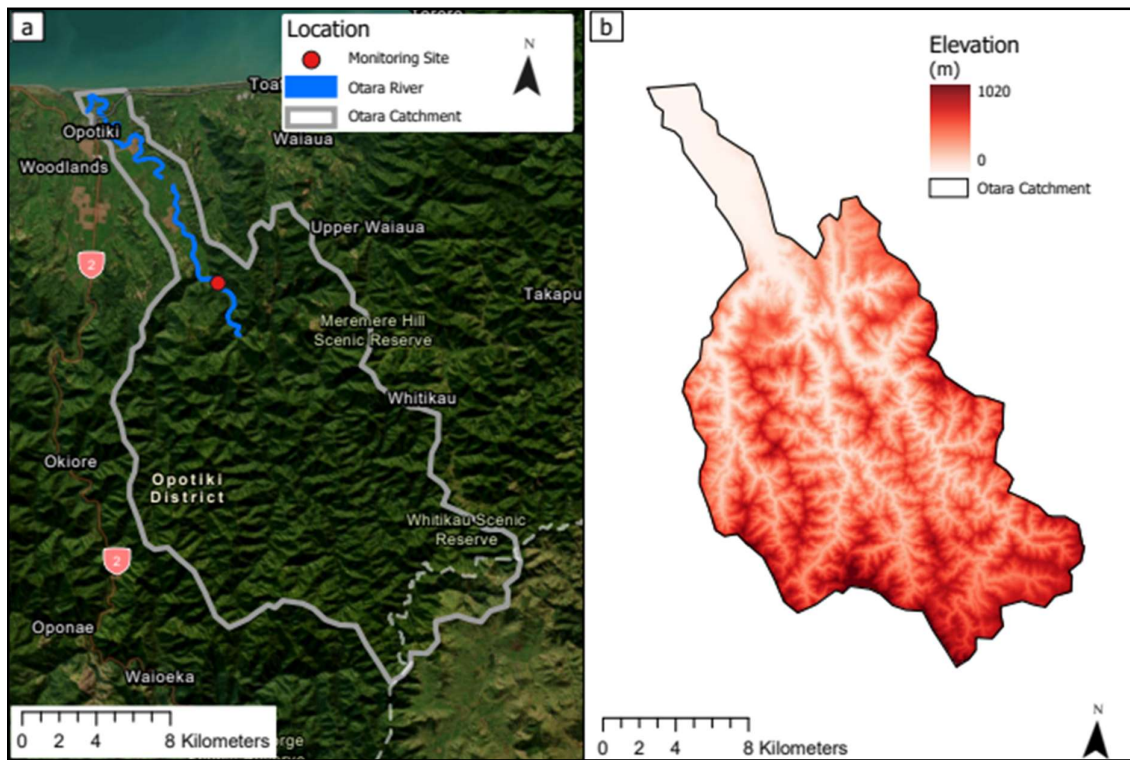 a
Location
Monitoring Site
Otara River
Otara Catchment
N
Opotiki
Woodlands
Waiaua
2
Upper Waiaua
Takapu
Meremere Hill
Scenic Reserve
Whitikau
Okiore
Opotiki
District
Whitikau Scenic
Reserve
2
Oponae
Waioeka
0 2 4 8 Kilometers
b
Elevation
(m)
1020
0
Otara Catchment
0 2 4 8 Kilometers
N